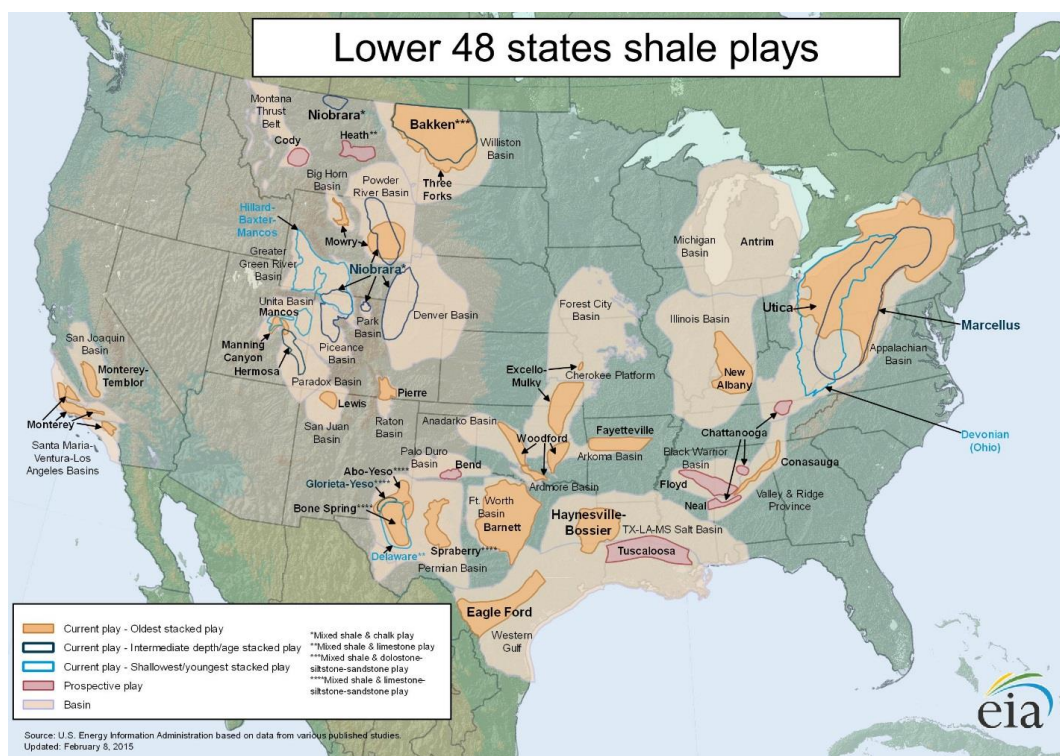 Lower 48 states shale plays
Montana
Thrust
Belt
Niobrara*
Bakken***
Cody
Heath**
Williston
Basin
Big Horn
Basin
Powder
River Basin
Three
Forks
Hillard-
Baxter-
Mancos
Mowry
Michigan
Basin
Antrim
Greater
Green River
Basin
Niobrara*
Unita Basin
Mancos
Park
Basin
Denver Basin
Forest City
Basin
Illinois Basin
Utica
Marcellus
Appalachian
Basin
San Joaquin
Basin
Manning
Canyon
Hermosa
Piceance
Basin
Monterey-
Temblor
Paradox Basin
Excello-
Mulky
Cherokee Platform
New
Albany
Lewis
Pierre
Monterey
San Juan
Basin
Raton
Basin
Anadarko Basin
Woodford
Fayetteville
Chattanooga
Devonian
(Ohio)
Santa Maria-
Ventura-Los
Angeles Basins
Palo Duro
Basin
Bend
Arkoma Basin
Black Warrior
Basin
Conasauga
Abo-Yeso****
Glorieta-Yeso****
Ardmore Basin
Floyd
Neal
Valley & Ridge
Province
Bone Spring****
Ft. Worth
Basin
Barnett
Haynesville-
Bossier
TX-LA-MS Salt Basin
Delaware**
Spraberry****
Permian Basin
Tuscaloosa
Eagle Ford
Western
Gulf
Current play - Oldest stacked play
Current play - Intermediate depth/age stacked play
Current play - Shallowest/youngest stacked play
Prospective play
Basin
*Mixed shale & chalk play
**Mixed shale & limestone play
***Mixed shale & dolostone-
siltstone-sandstone play
****Mixed shale & limestone-
siltstone-sandstone play
eia
Source: U.S. Energy Information Administration based on data from various published studies.
Updated: February 8, 2015